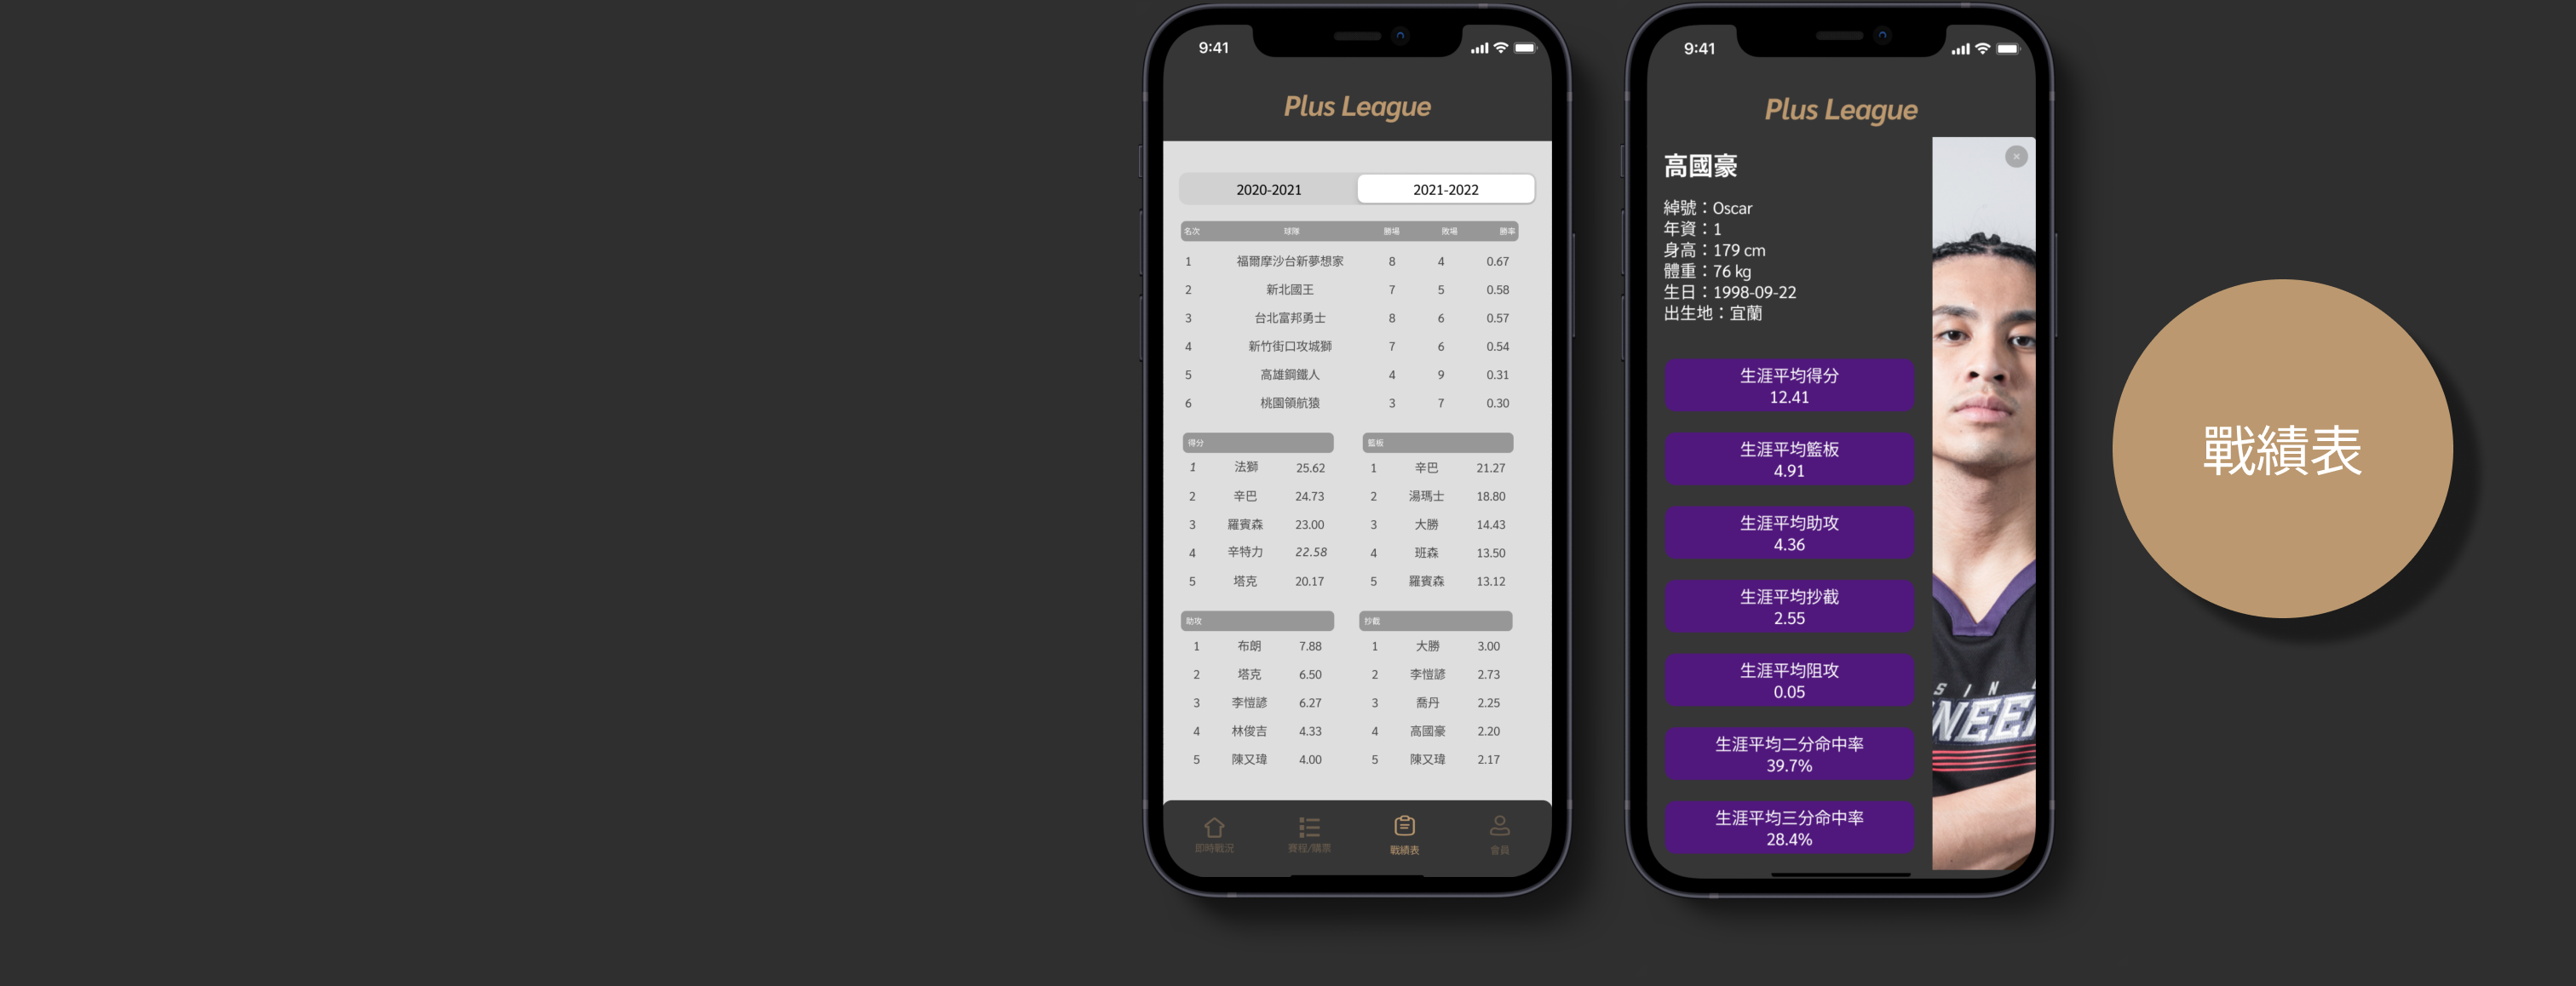 9:41
Plus League
2020-2021 2021-2022
名次 球隊 勝場 敗場 勝率
1 福爾摩沙台新夢想家 8 4 0.67
2 新北國王 7 5 0.58
3 台北富邦勇士 8 6 0.57
4 新竹街口攻城獅 7 6 0.54
5 高雄鋼鐵人 4 9 0.31
6 桃園領航猿 3 7 0.30
得分
1 法獅 25.62
2 辛巴 24.73
3 羅賓森 23.00
4 辛特力 22.58
5 塔克 20.17
籃板
1 辛巴 21.27
2 湯瑪士 18.80
3 大勝 14.43
4 班森 13.50
5 羅賓森 13.12
助攻
1 布朗 7.88
2 塔克 6.50
3 李愷諺 6.27
4 林俊吉 4.33
5 陳又瑋 4.00
抄截
1 大勝 3.00
2 李愷諺 2.73
3 喬丹 2.25
4 高國豪 2.20
5 陳又瑋 2.17
即時戰況 賽程/購票 戰績表 會員
9:41
Plus League
高國豪
綽號：Oscar
年資：1
身高：179 cm
體重：76 kg
生日：1998-09-22
出生地：宜蘭
生涯平均得分
12.41
生涯平均籃板
4.91
生涯平均助攻
4.36
生涯平均抄截
2.55
生涯平均阻攻
0.05
生涯平均二分命中率
39.7%
生涯平均三分命中率
28.4%
戰績表